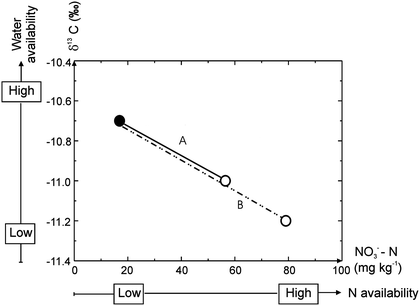 Water
availability
δ¹³ C (‰)
High
Low
-10.4
-10.6
-10.8
-11.0
-11.2
-11.4
A
B
0 20 40 60 80 100
NO₃⁻- N
(mg kg⁻¹)
Low
High
N availability